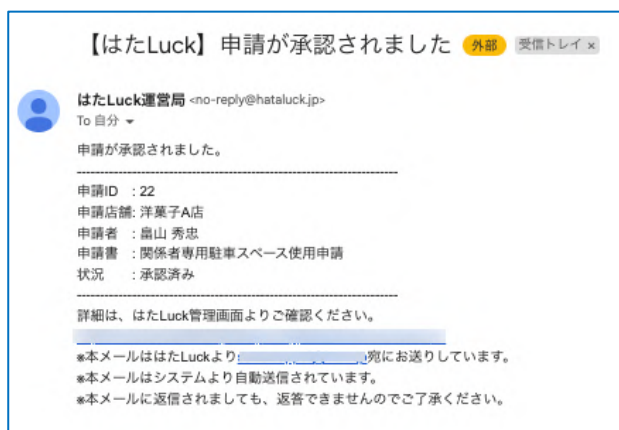 【はたLuck】申請が承認されました 外部 受信トレイ ×
はたLuck運営局 <no-reply@hataluck.jp>
To 自分
申請が承認されました。
申請ID : 22
申請店舗: 洋菓子A店
申請者 : 畠山 秀忠
申請書 : 関係者専用駐車スペース使用申請
状況 : 承認済み
詳細は、はたLuck管理画面よりご確認ください。
※本メールははたLuckより 宛にお送りしています。
※本メールはシステムより自動送信されています。
※本メールに返信されましても、返答できませんのでご了承ください。